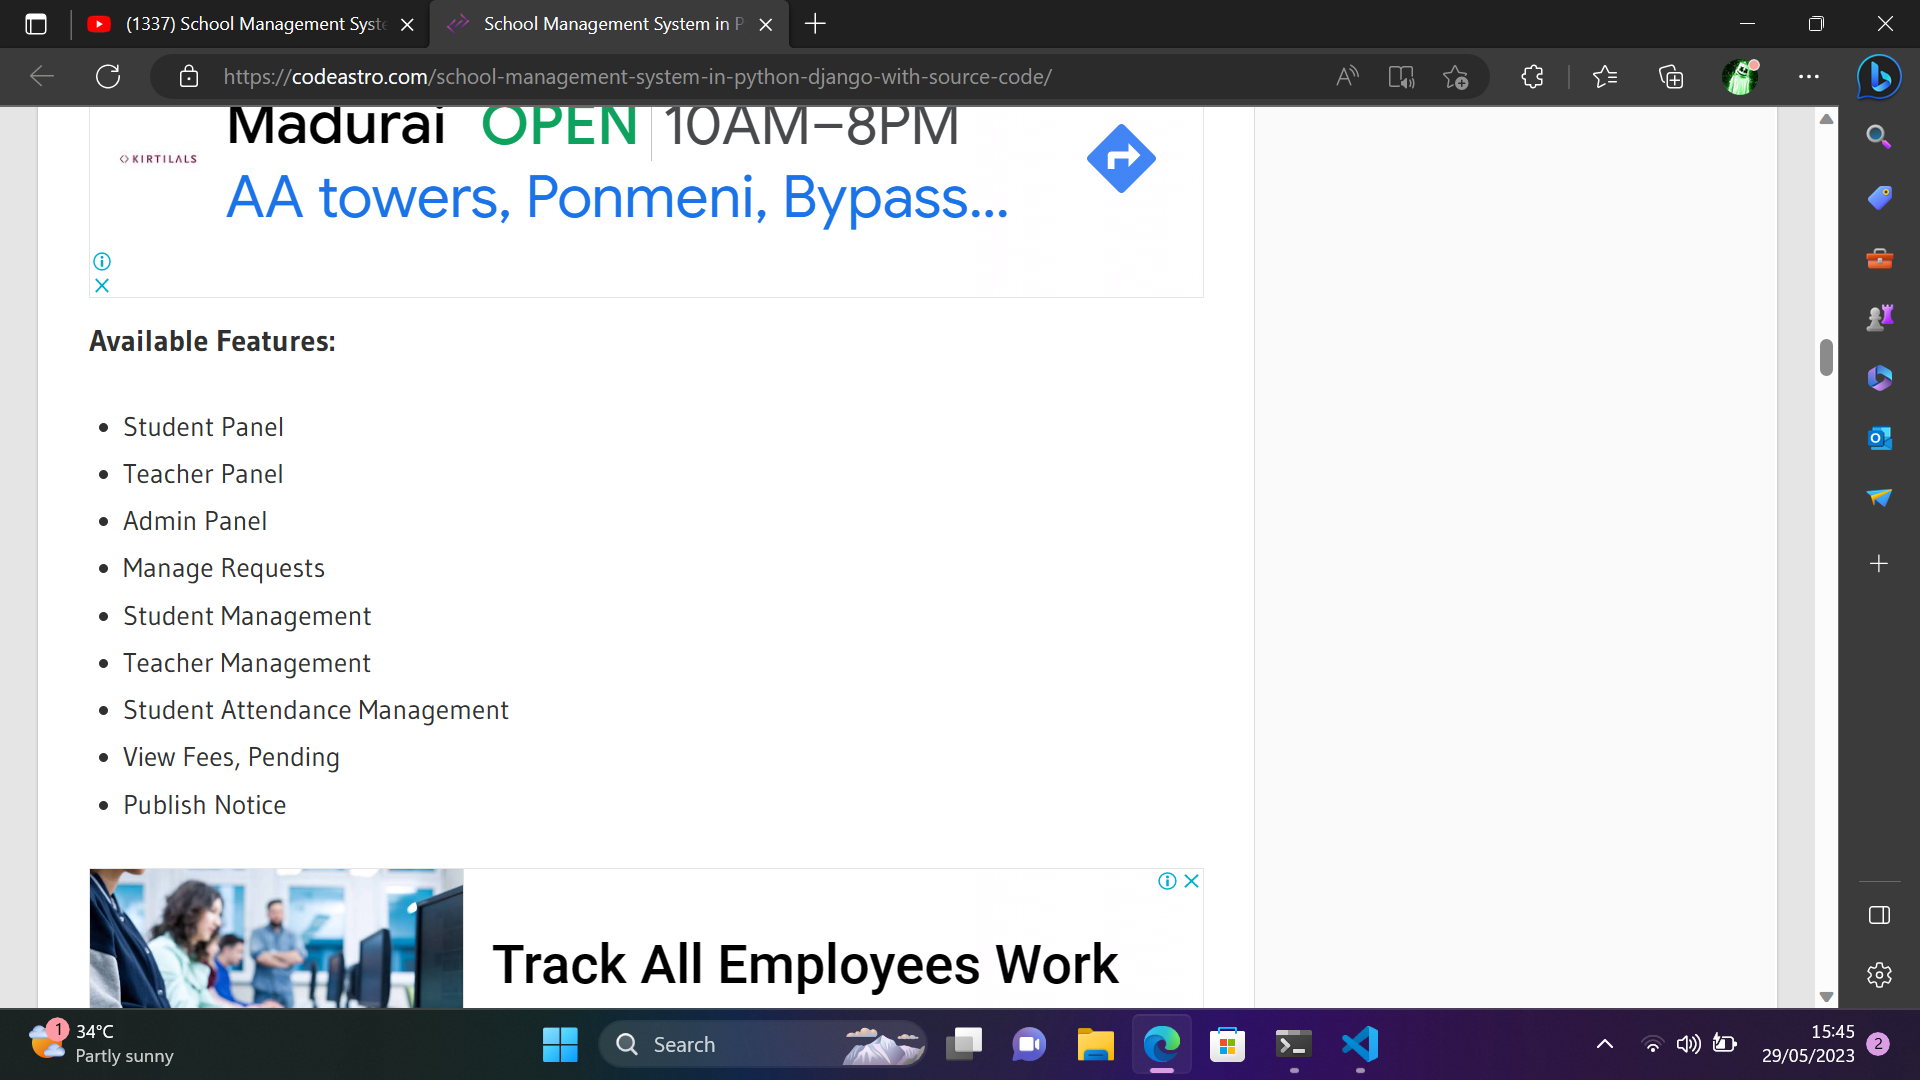 (1337) School Management Syste
School Management System in P
https://codeastro.com/school-management-system-in-python-django-with-source-code/
Madurai OPEN 10AM–8PM
KIRTILALS
AA towers, Ponmeni, Bypass...
Available Features:
• Student Panel
• Teacher Panel
• Admin Panel
• Manage Requests
• Student Management
• Teacher Management
• Student Attendance Management
• View Fees, Pending
• Publish Notice
Track All Employees Work
1
34°C
Partly sunny
Search
15:45
29/05/2023
2